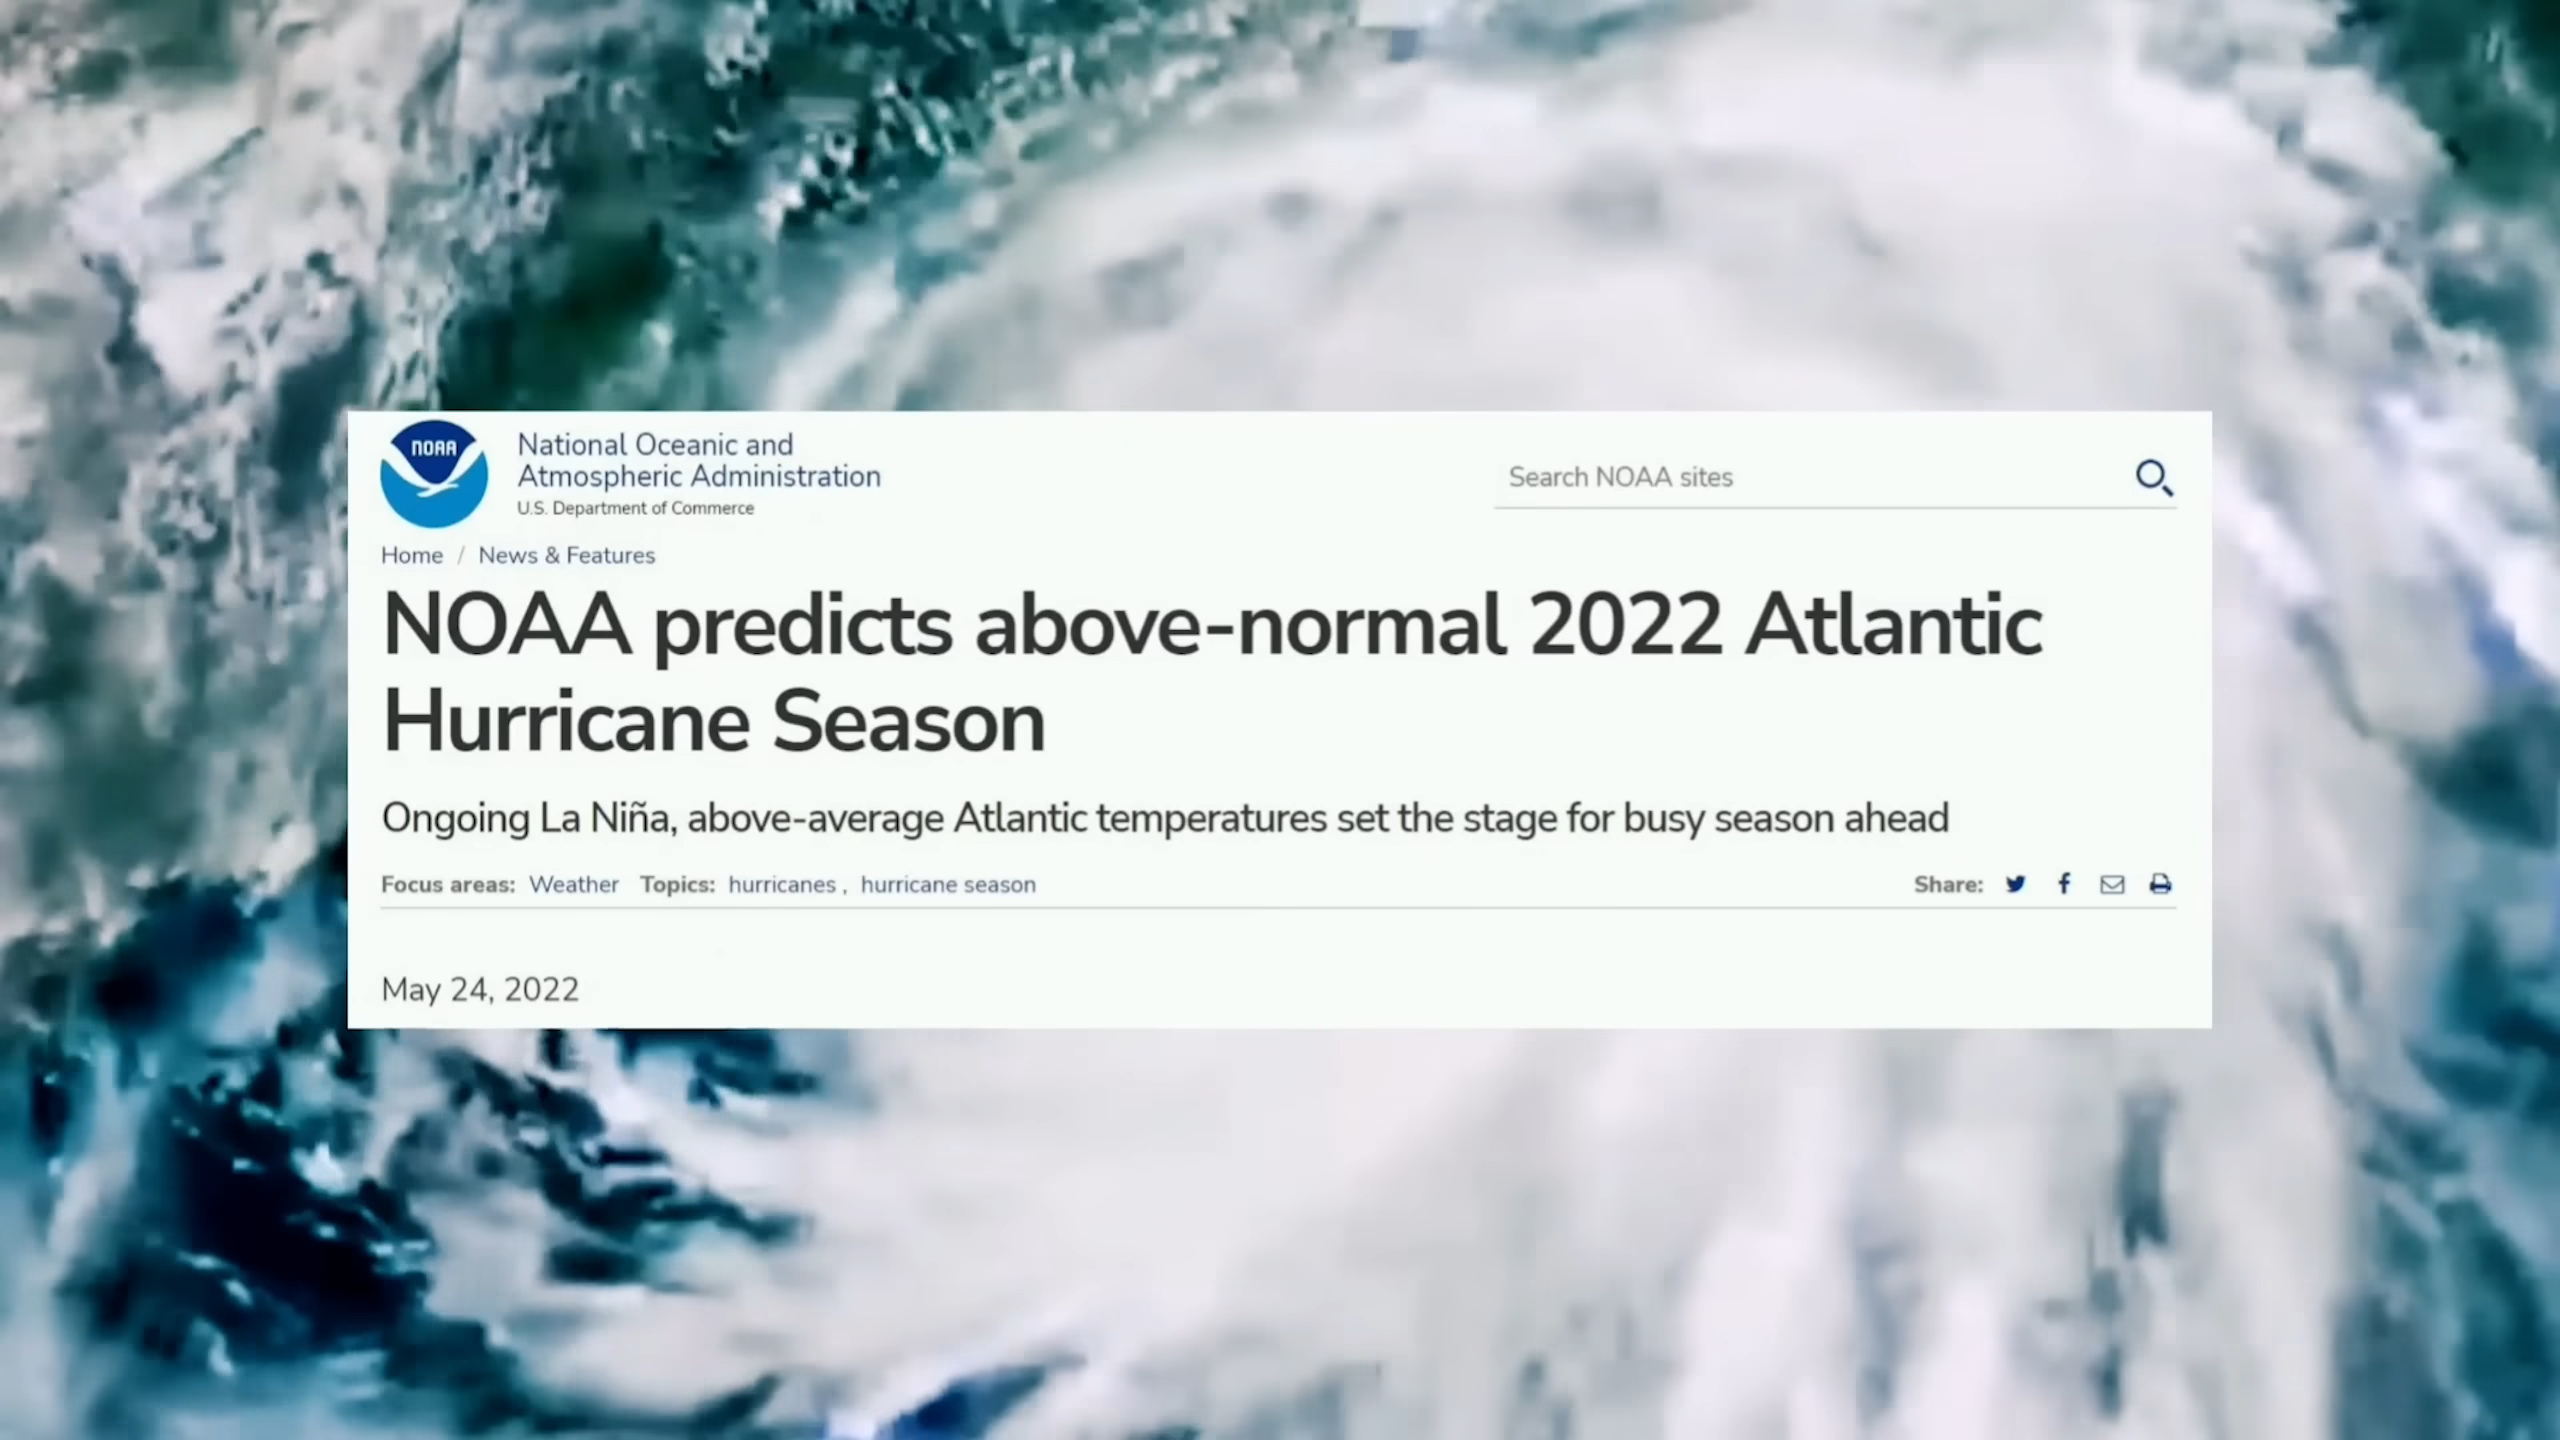 NOAA
National Oceanic and
Atmospheric Administration
U.S. Department of Commerce
Search NOAA sites
Home / News & Features
NOAA predicts above-normal 2022 Atlantic
Hurricane Season
Ongoing La Niña, above-average Atlantic temperatures set the stage for busy season ahead
Focus areas: Weather Topics: hurricanes , hurricane season
Share:
May 24, 2022